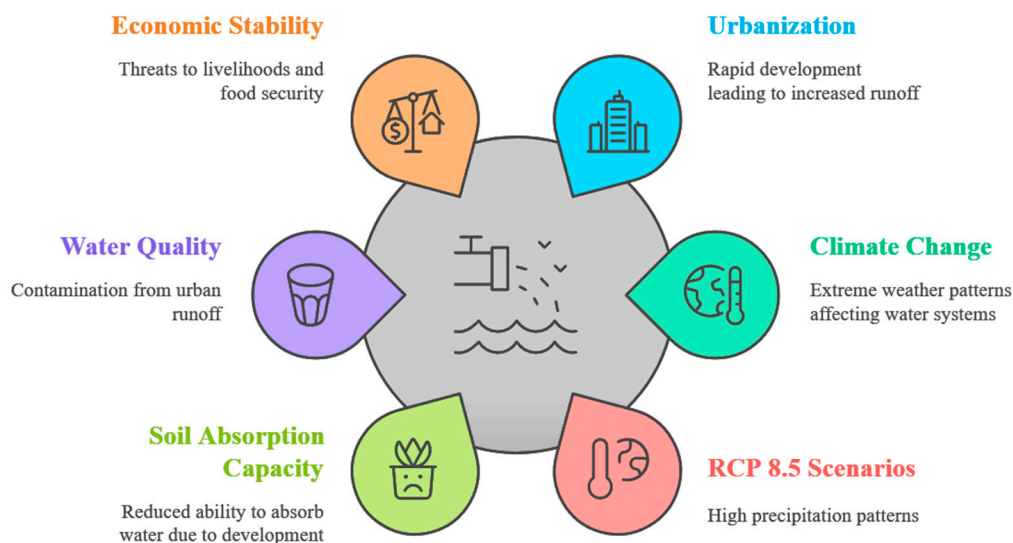 Economic Stability
Threats to livelihoods and
food security
Urbanization
Rapid development
leading to increased runoff
$
Water Quality
Contamination from urban
runoff
Climate Change
Extreme weather patterns
affecting water systems
Soil Absorption
Capacity
Reduced ability to absorb
water due to development
RCP 8.5 Scenarios
High precipitation patterns